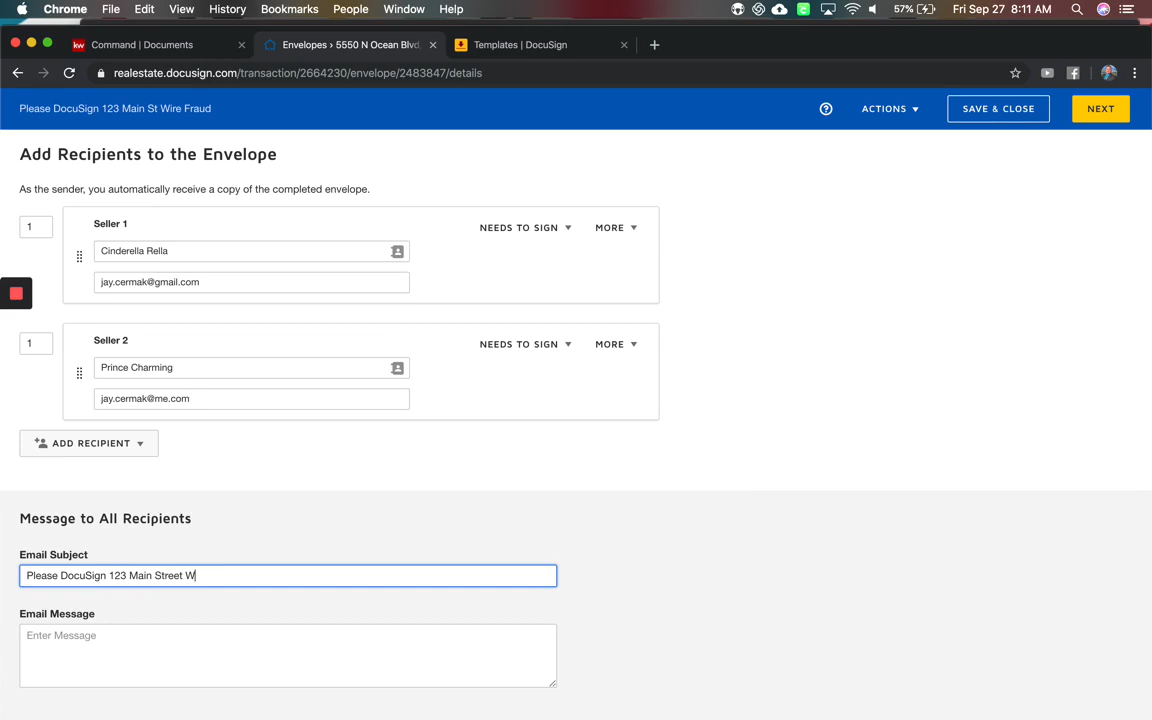 Chrome File Edit View History Bookmarks People Window Help 57% Fri Sep 27 8:11 AM
kw Command | Documents Envelopes › 5550 N Ocean Blvd, Templates | DocuSign
realestate.docusign.com/transaction/2664230/envelope/2483847/details
Please DocuSign 123 Main St Wire Fraud ACTIONS SAVE & CLOSE NEXT
Add Recipients to the Envelope
As the sender, you automatically receive a copy of the completed envelope.
1 Seller 1 NEEDS TO SIGN MORE
Cinderella Rella
jay.cermak@gmail.com
1 Seller 2 NEEDS TO SIGN MORE
Prince Charming
jay.cermak@me.com
ADD RECIPIENT
Message to All Recipients
Email Subject
Please DocuSign 123 Main Street W
Email Message
Enter Message